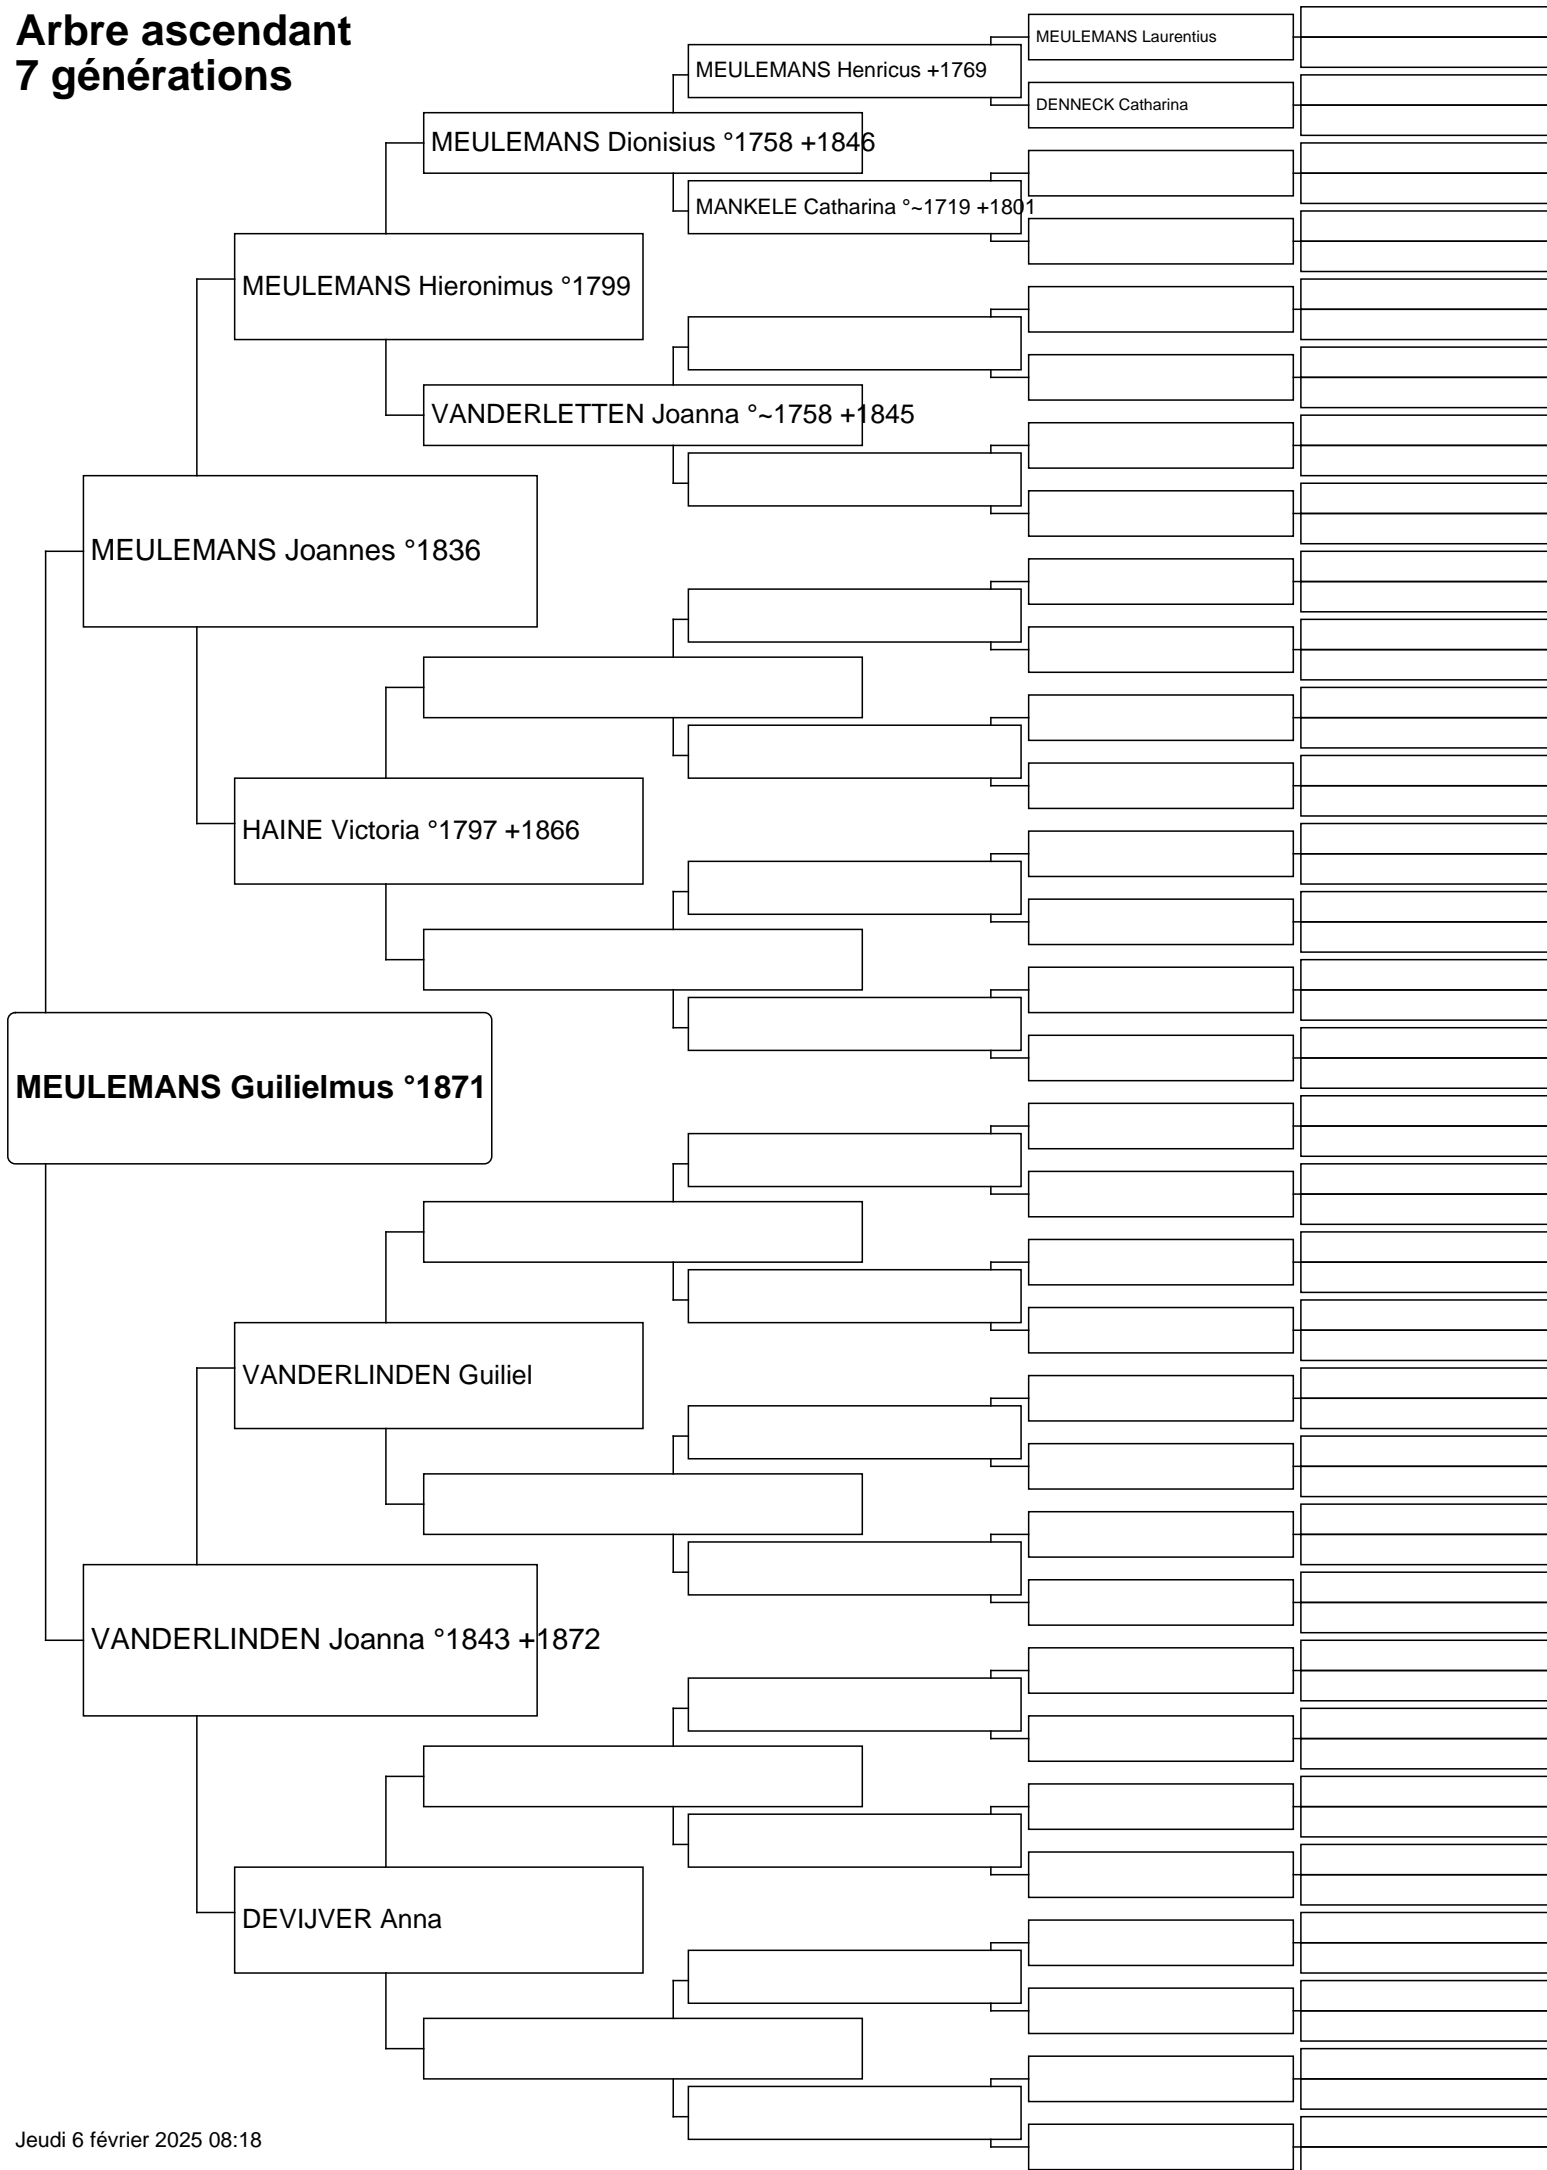 Arbre ascendant
7 générations
MEULEMANS Laurentius
MEULEMANS Henricus +1769
DENNECK Catharina
MEULEMANS Dionisius °1758 +1846
MANKELE Catharina °~1719 +1801
MEULEMANS Hieronimus °1799
VANDERLETTEN Joanna °~1758 +1845
MEULEMANS Joannes °1836
HAINE Victoria °1797 +1866
MEULEMANS Guilielmus °1871
VANDERLINDEN Guiliel
VANDERLINDEN Joanna °1843 +1872
DEVIJVER Anna
Jeudi 6 février 2025 08:18